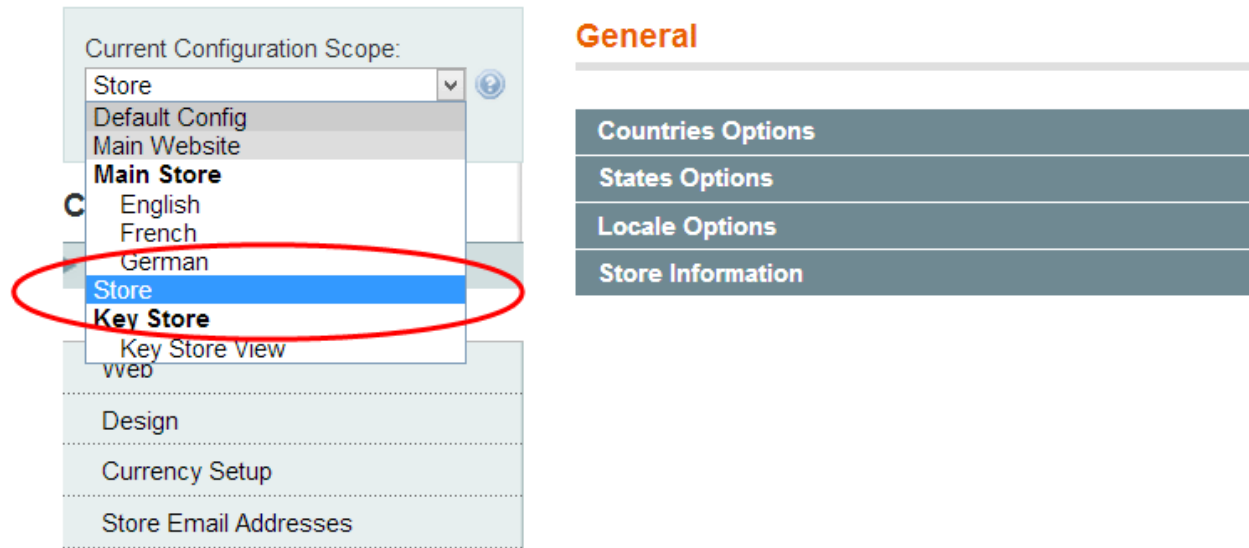 Current Configuration Scope:
Store
Default Config
Main Website
Main Store
English
French
German
Store
Key Store
Key Store View
C
Web
Design
Currency Setup
Store Email Addresses
General
Countries Options
States Options
Locale Options
Store Information